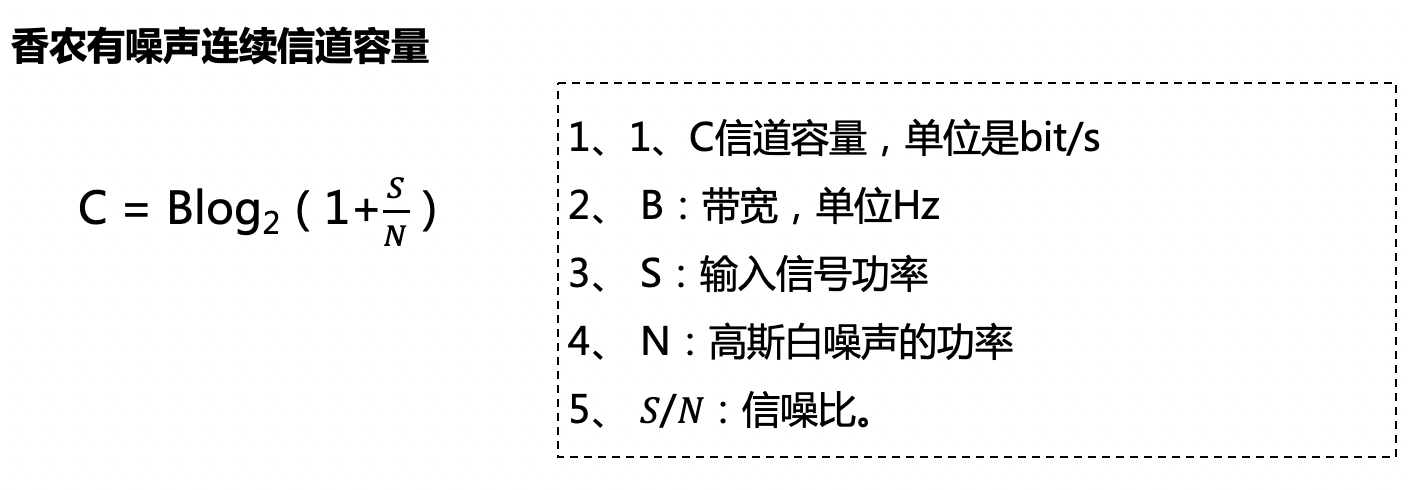 香农有噪声连续信道容量
C = Blog₂（1+S/N）
1、1、C信道容量，单位是bit/s
2、 B：带宽，单位Hz
3、 S：输入信号功率
4、 N：高斯白噪声的功率
5、 S/N：信噪比。